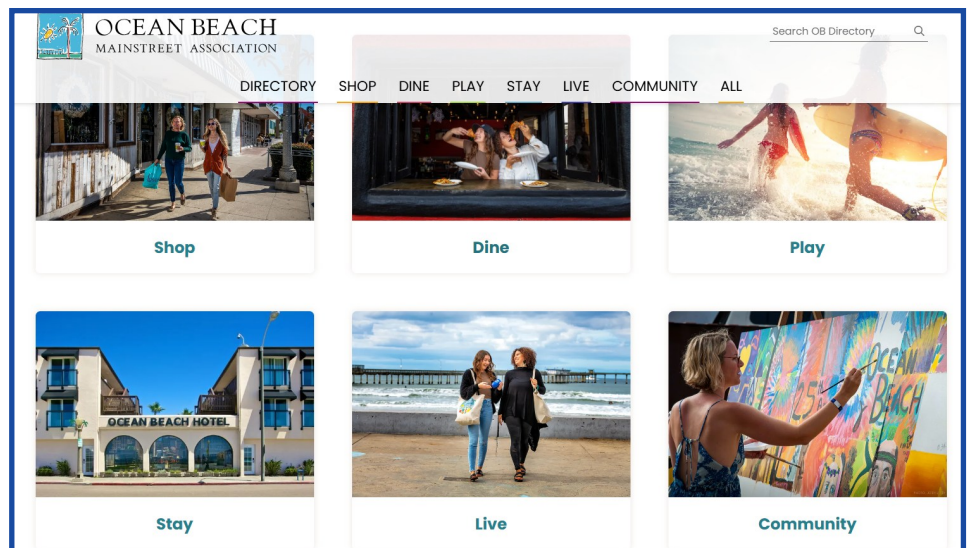 OCEAN BEACH
MAINSTREET ASSOCIATION
Search OB Directory
DIRECTORY SHOP DINE PLAY STAY LIVE COMMUNITY ALL
Shop
Dine
Play
OCEAN BEACH HOTEL
OCEAN
BEACH
Stay
Live
Community